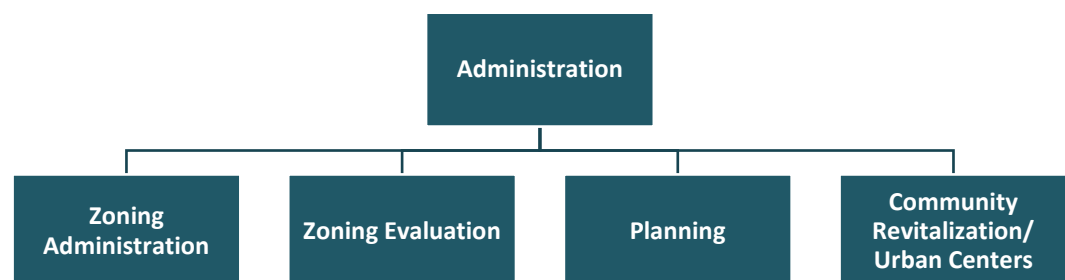 Administration
Zoning
Administration
Zoning Evaluation
Planning
Community
Revitalization/
Urban Centers